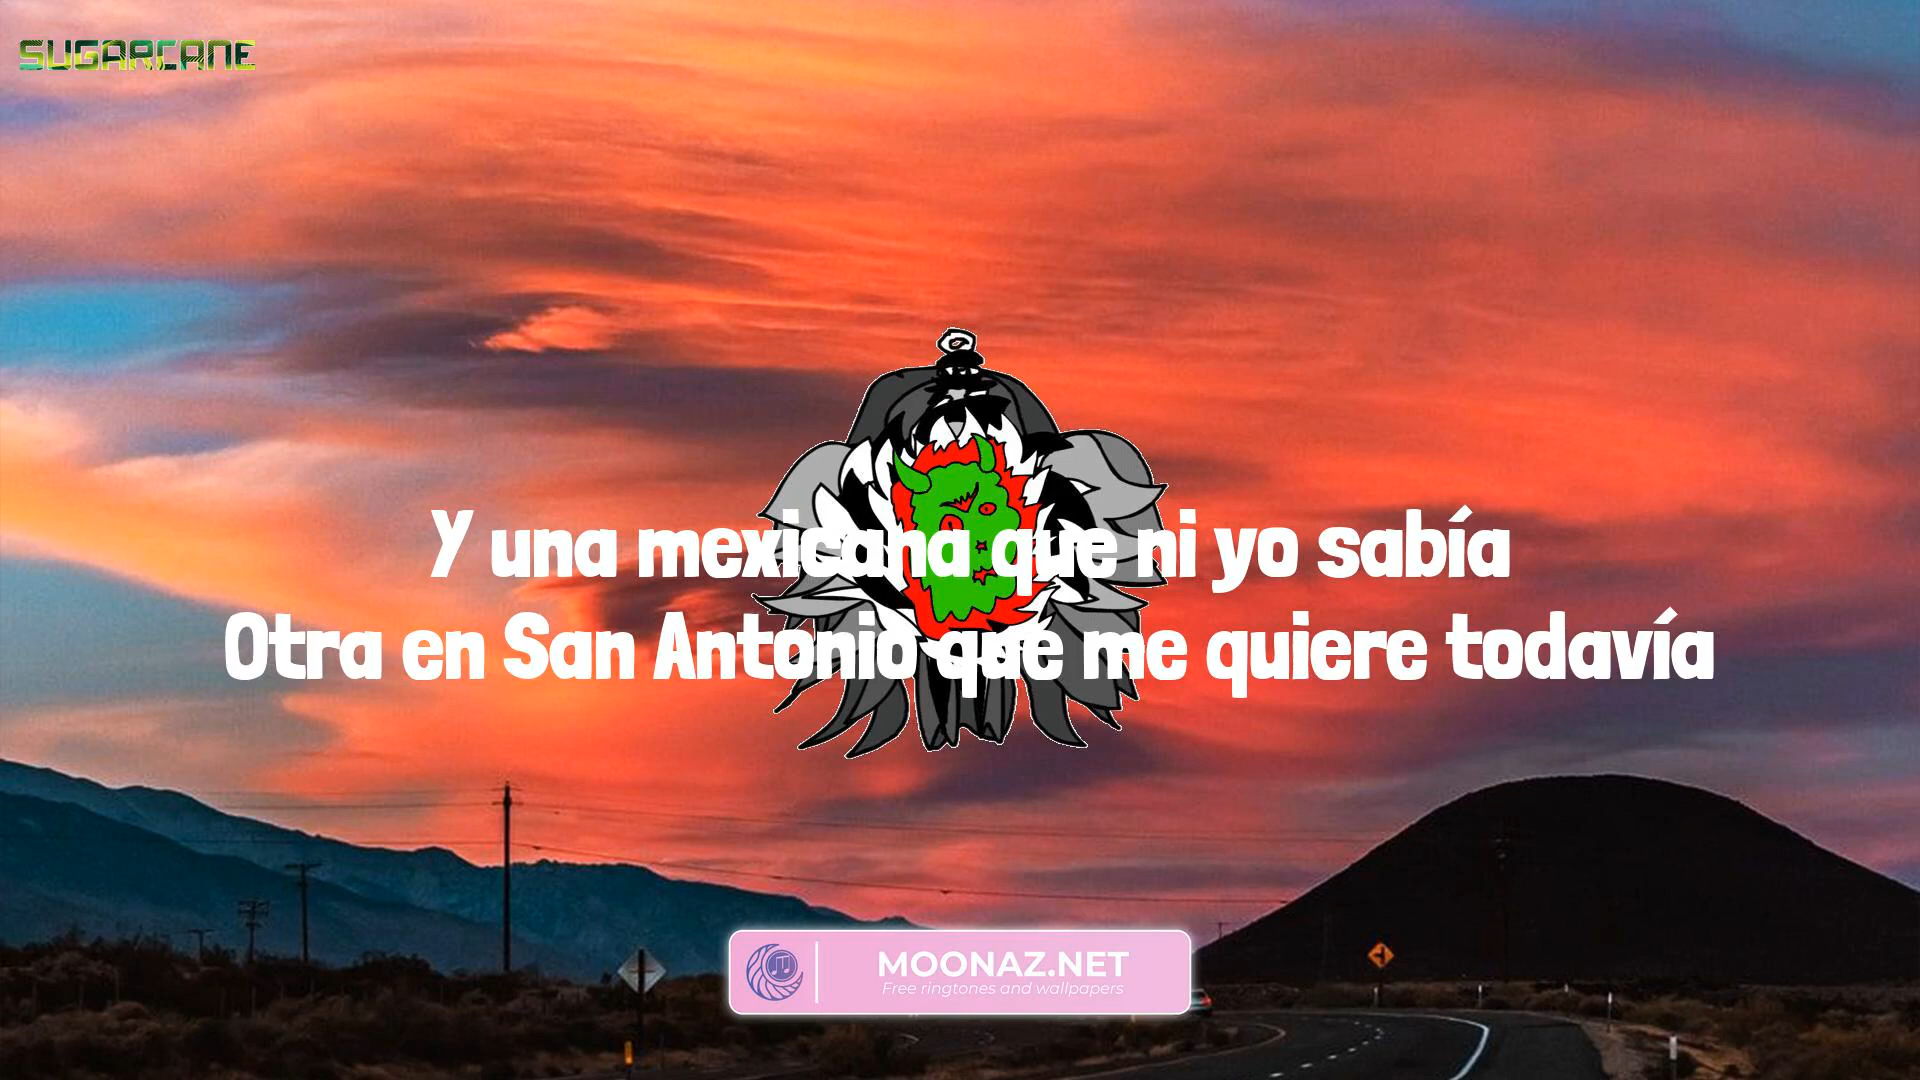 SUGARCANE
Y una mexicana que ni yo sabía
Otra en San Antonio que me quiere todavía
MOONAZ.NET
Free ringtones and wallpapers